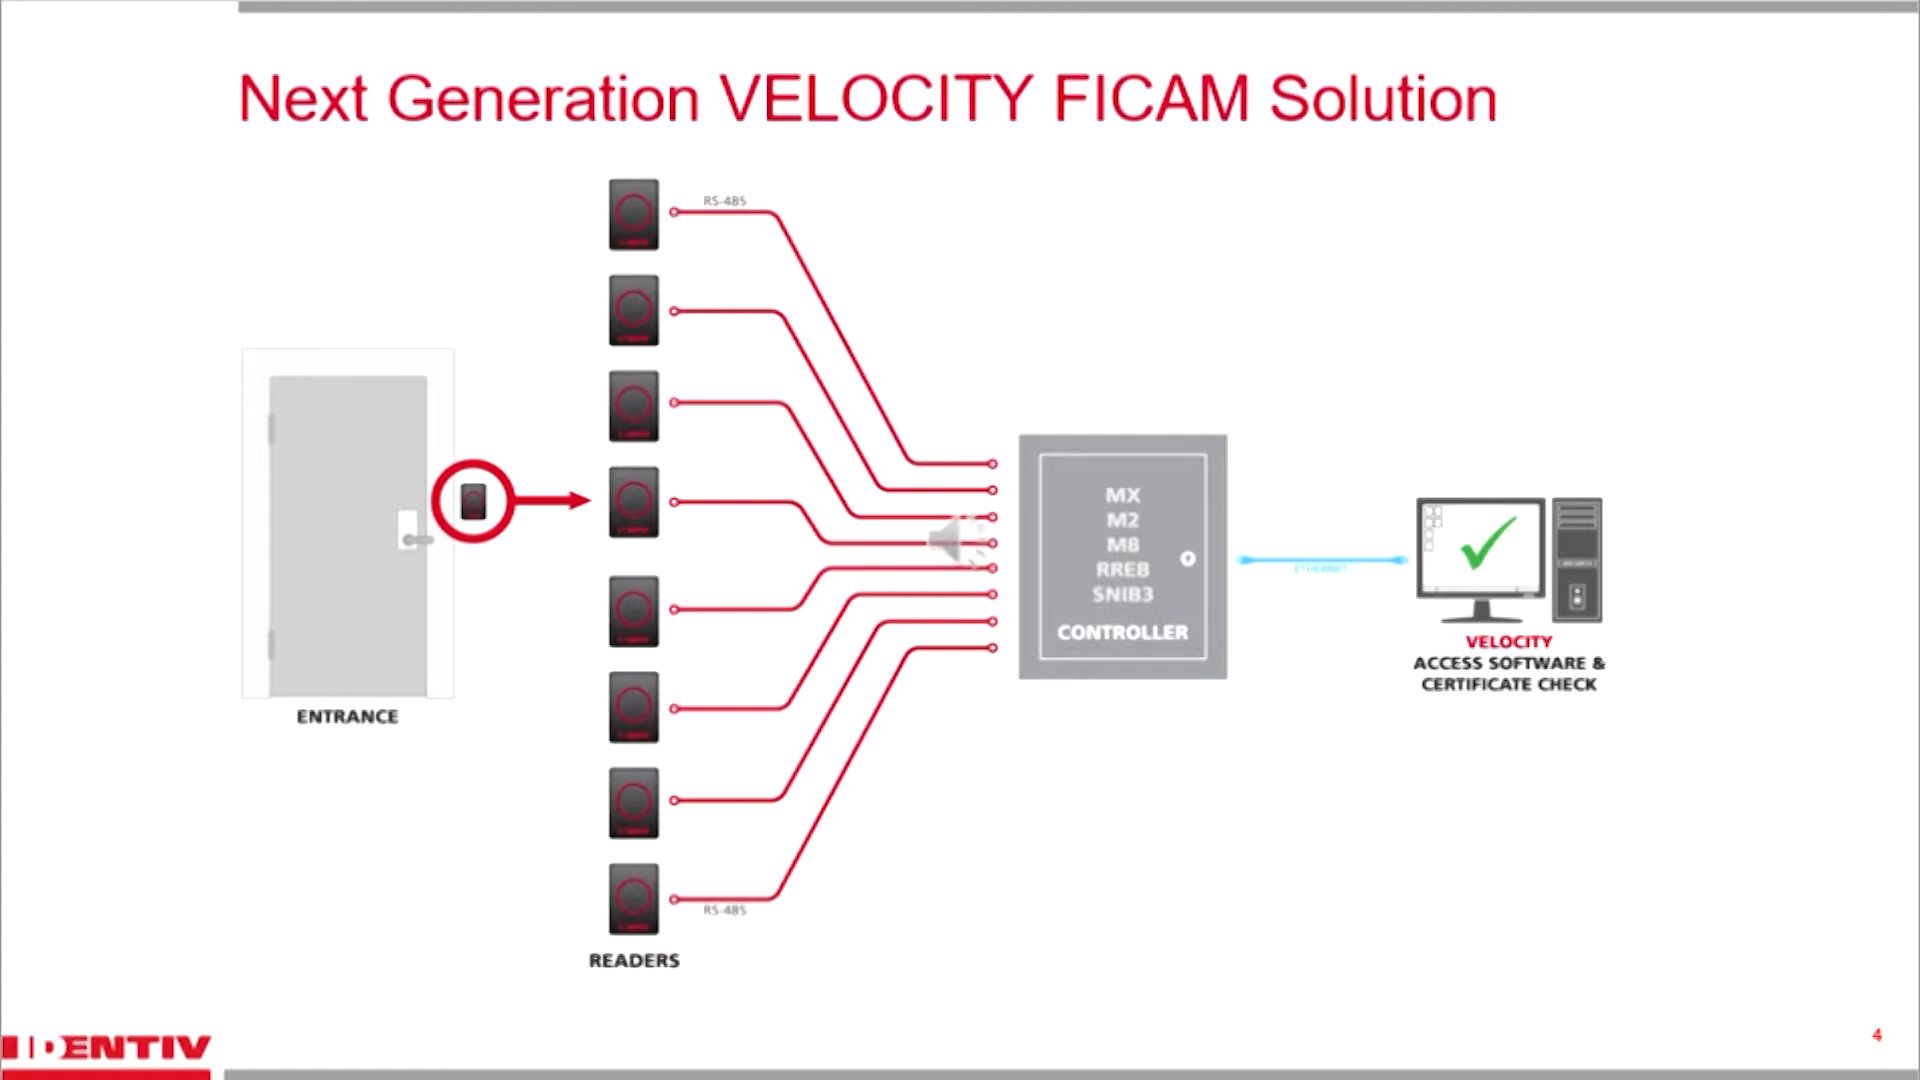 Next Generation VELOCITY FICAM Solution
RS-485
MX
M2
M8
RREB
SNIB3
CONTROLLER
ETHERNET
VELOCITY
ACCESS SOFTWARE &
CERTIFICATE CHECK
ENTRANCE
RS-485
READERS
IDENTIV
4